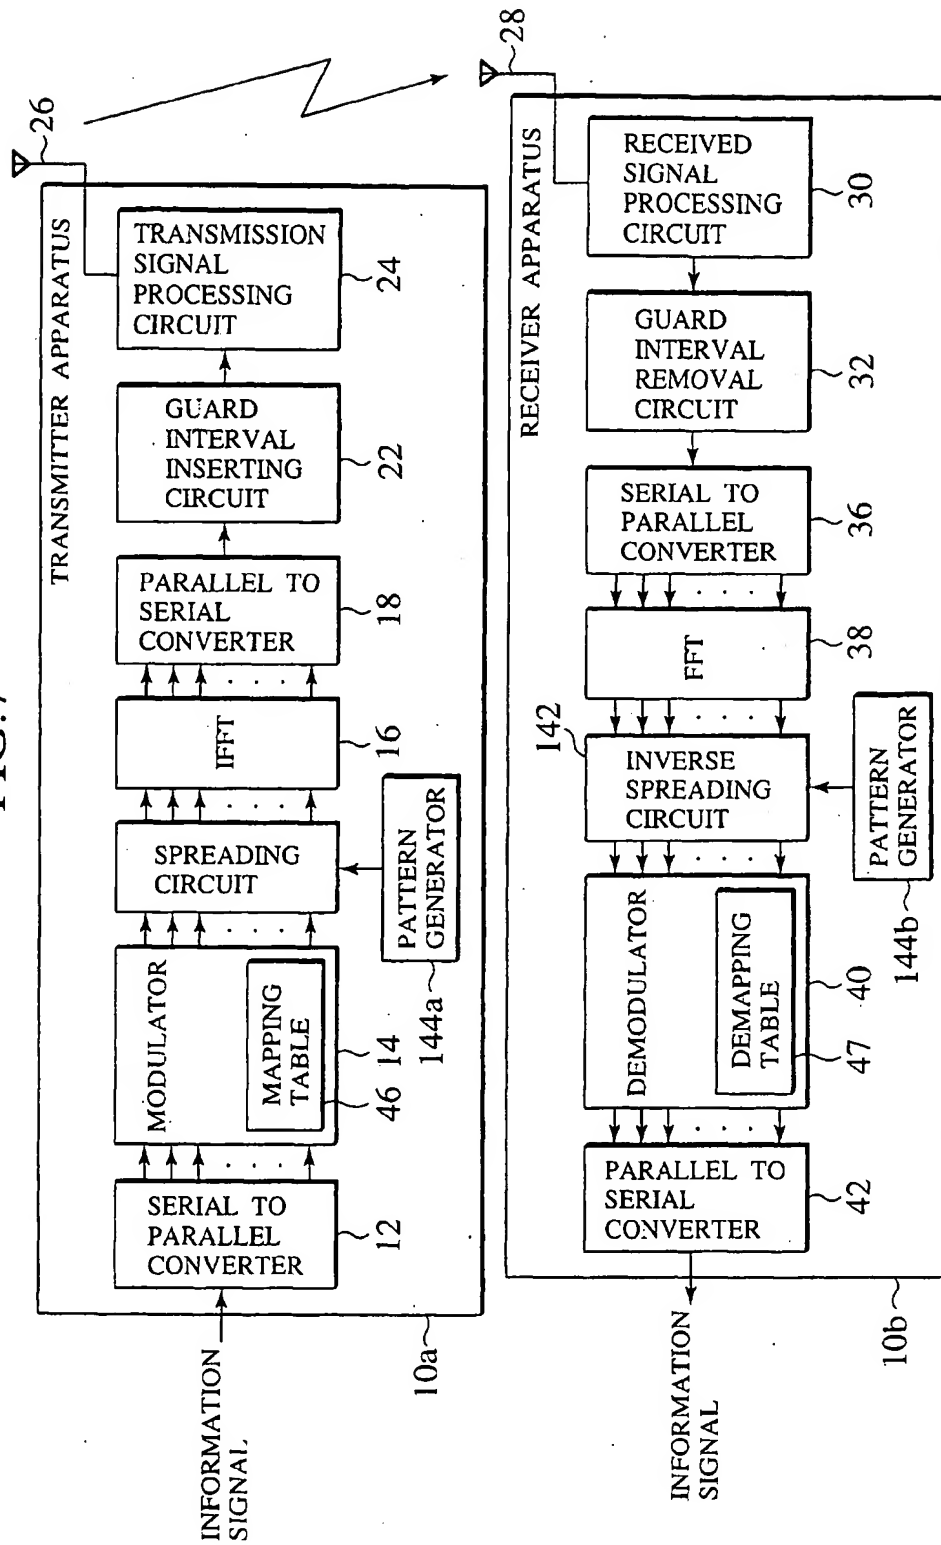 TRANSMITTER APPARATUS
26
INFORMATION
SIGNAL
10a
SERIAL TO
PARALLEL
CONVERTER
12
MODULATOR
MAPPING
TABLE
46
14
SPREADING
CIRCUIT
PATTERN
GENERATOR
144a
IFFT
16
PARALLEL TO
SERIAL
CONVERTER
18
GUARD
INTERVAL
INSERTING
CIRCUIT
22
TRANSMISSION
SIGNAL
PROCESSING
CIRCUIT
24
28
RECEIVER APPARATUS
RECEIVED
SIGNAL
PROCESSING
CIRCUIT
30
GUARD
INTERVAL
REMOVAL
CIRCUIT
32
SERIAL TO
PARALLEL
CONVERTER
36
FFT
38
142
INVERSE
SPREADING
CIRCUIT
PATTERN
GENERATOR
144b
DEMODULATOR
DEMAPPING
TABLE
47
40
PARALLEL TO
SERIAL
CONVERTER
42
INFORMATION
SIGNAL
10b